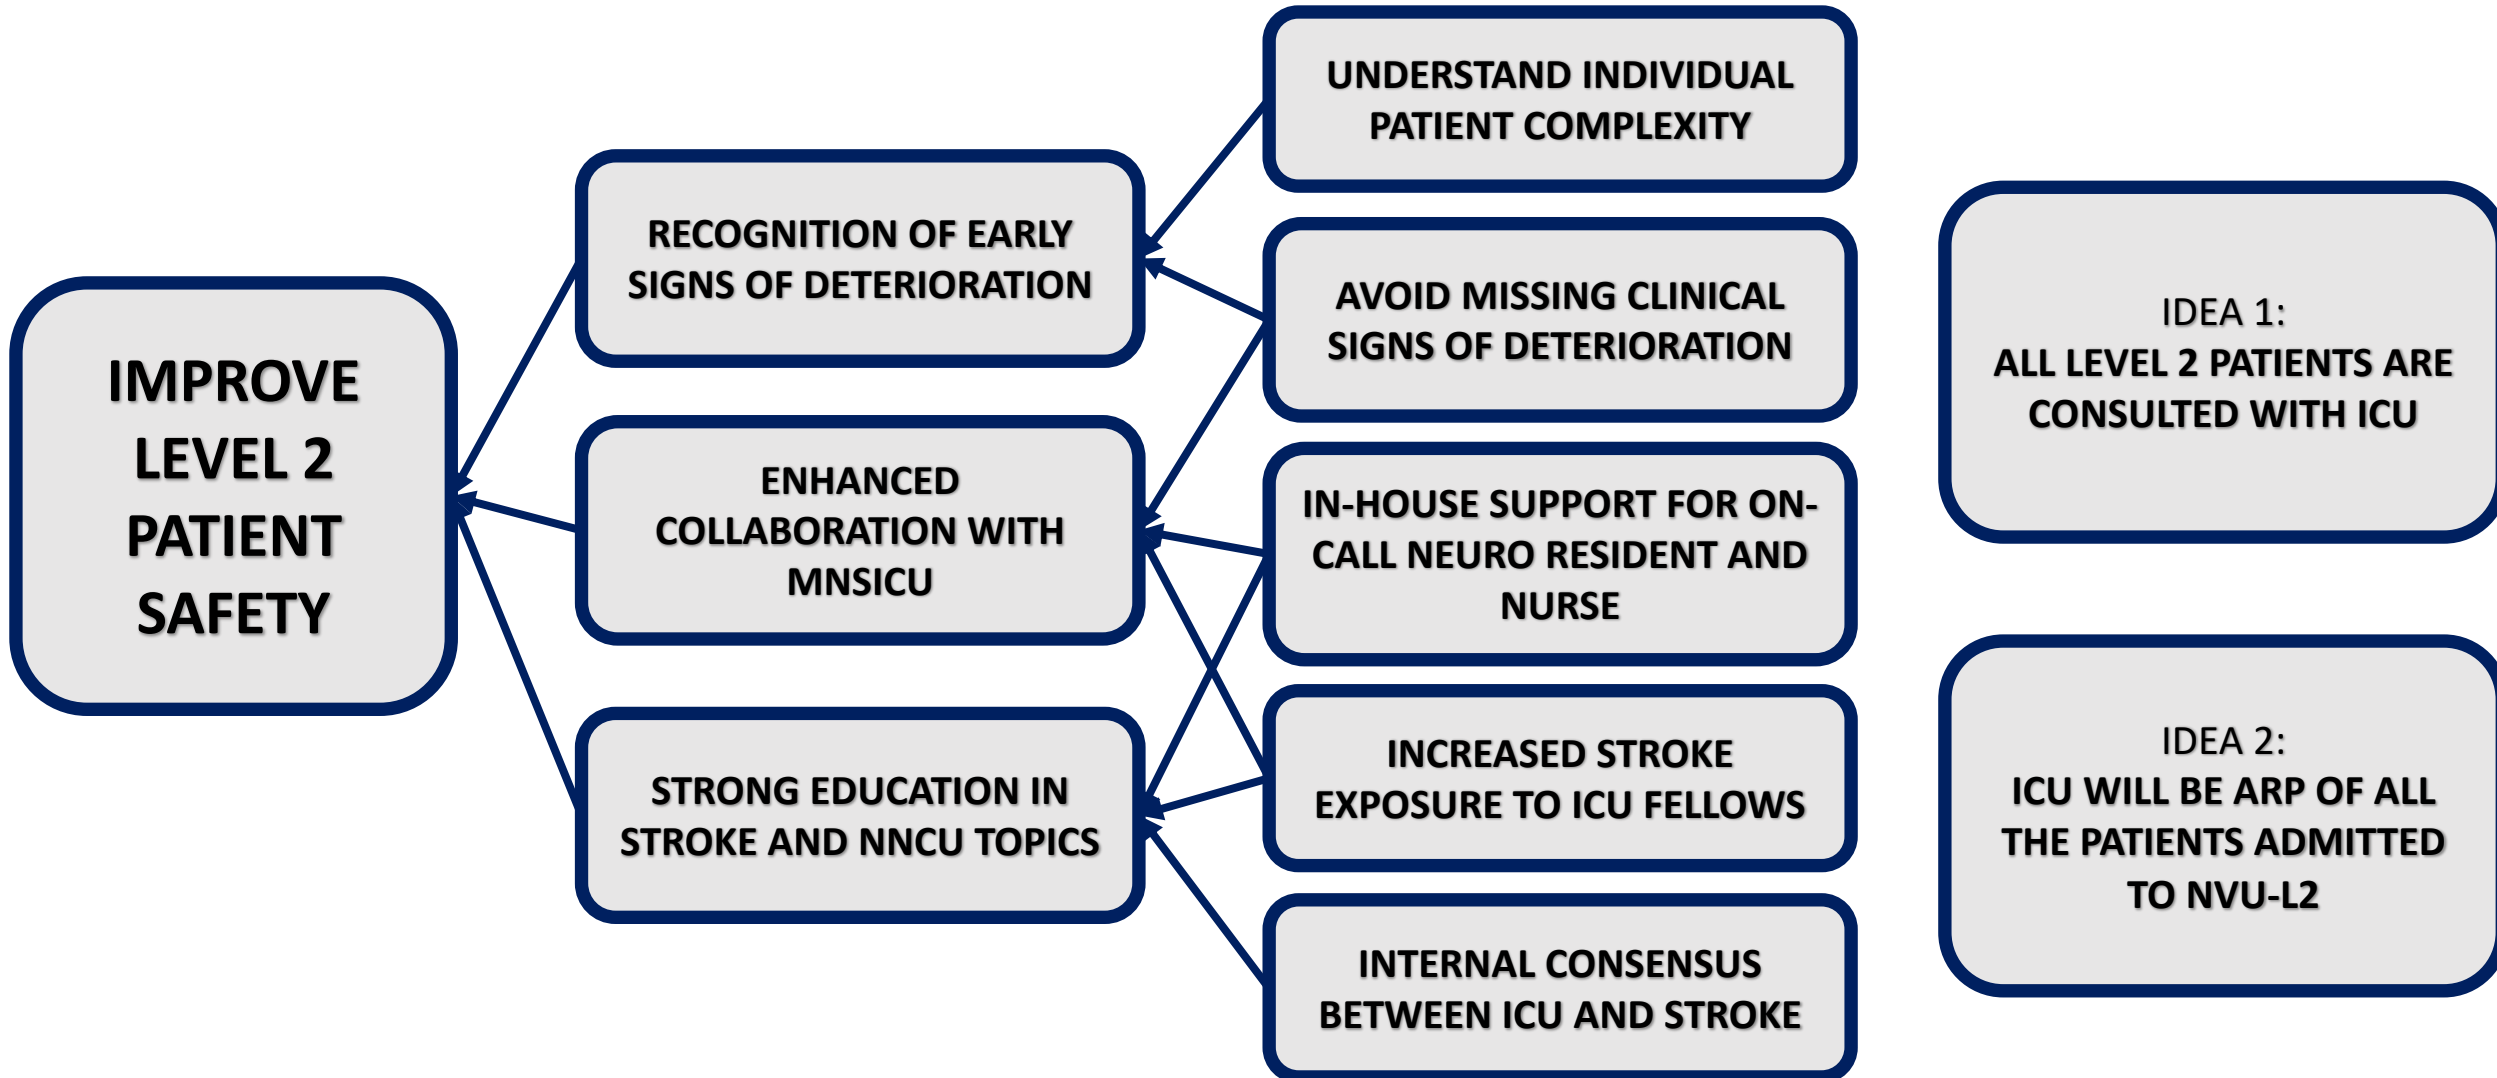 IMPROVE
LEVEL 2
PATIENT
SAFETY
RECOGNITION OF EARLY
SIGNS OF DETERIORATION
ENHANCED
COLLABORATION WITH
MNSICU
STRONG EDUCATION IN
STROKE AND NNCU TOPICS
UNDERSTAND INDIVIDUAL
PATIENT COMPLEXITY
AVOID MISSING CLINICAL
SIGNS OF DETERIORATION
IN-HOUSE SUPPORT FOR ON-
CALL NEURO RESIDENT AND
NURSE
INCREASED STROKE
EXPOSURE TO ICU FELLOWS
INTERNAL CONSENSUS
BETWEEN ICU AND STROKE
IDEA 1:
ALL LEVEL 2 PATIENTS ARE
CONSULTED WITH ICU
IDEA 2:
ICU WILL BE ARP OF ALL
THE PATIENTS ADMITTED
TO NVU-L2